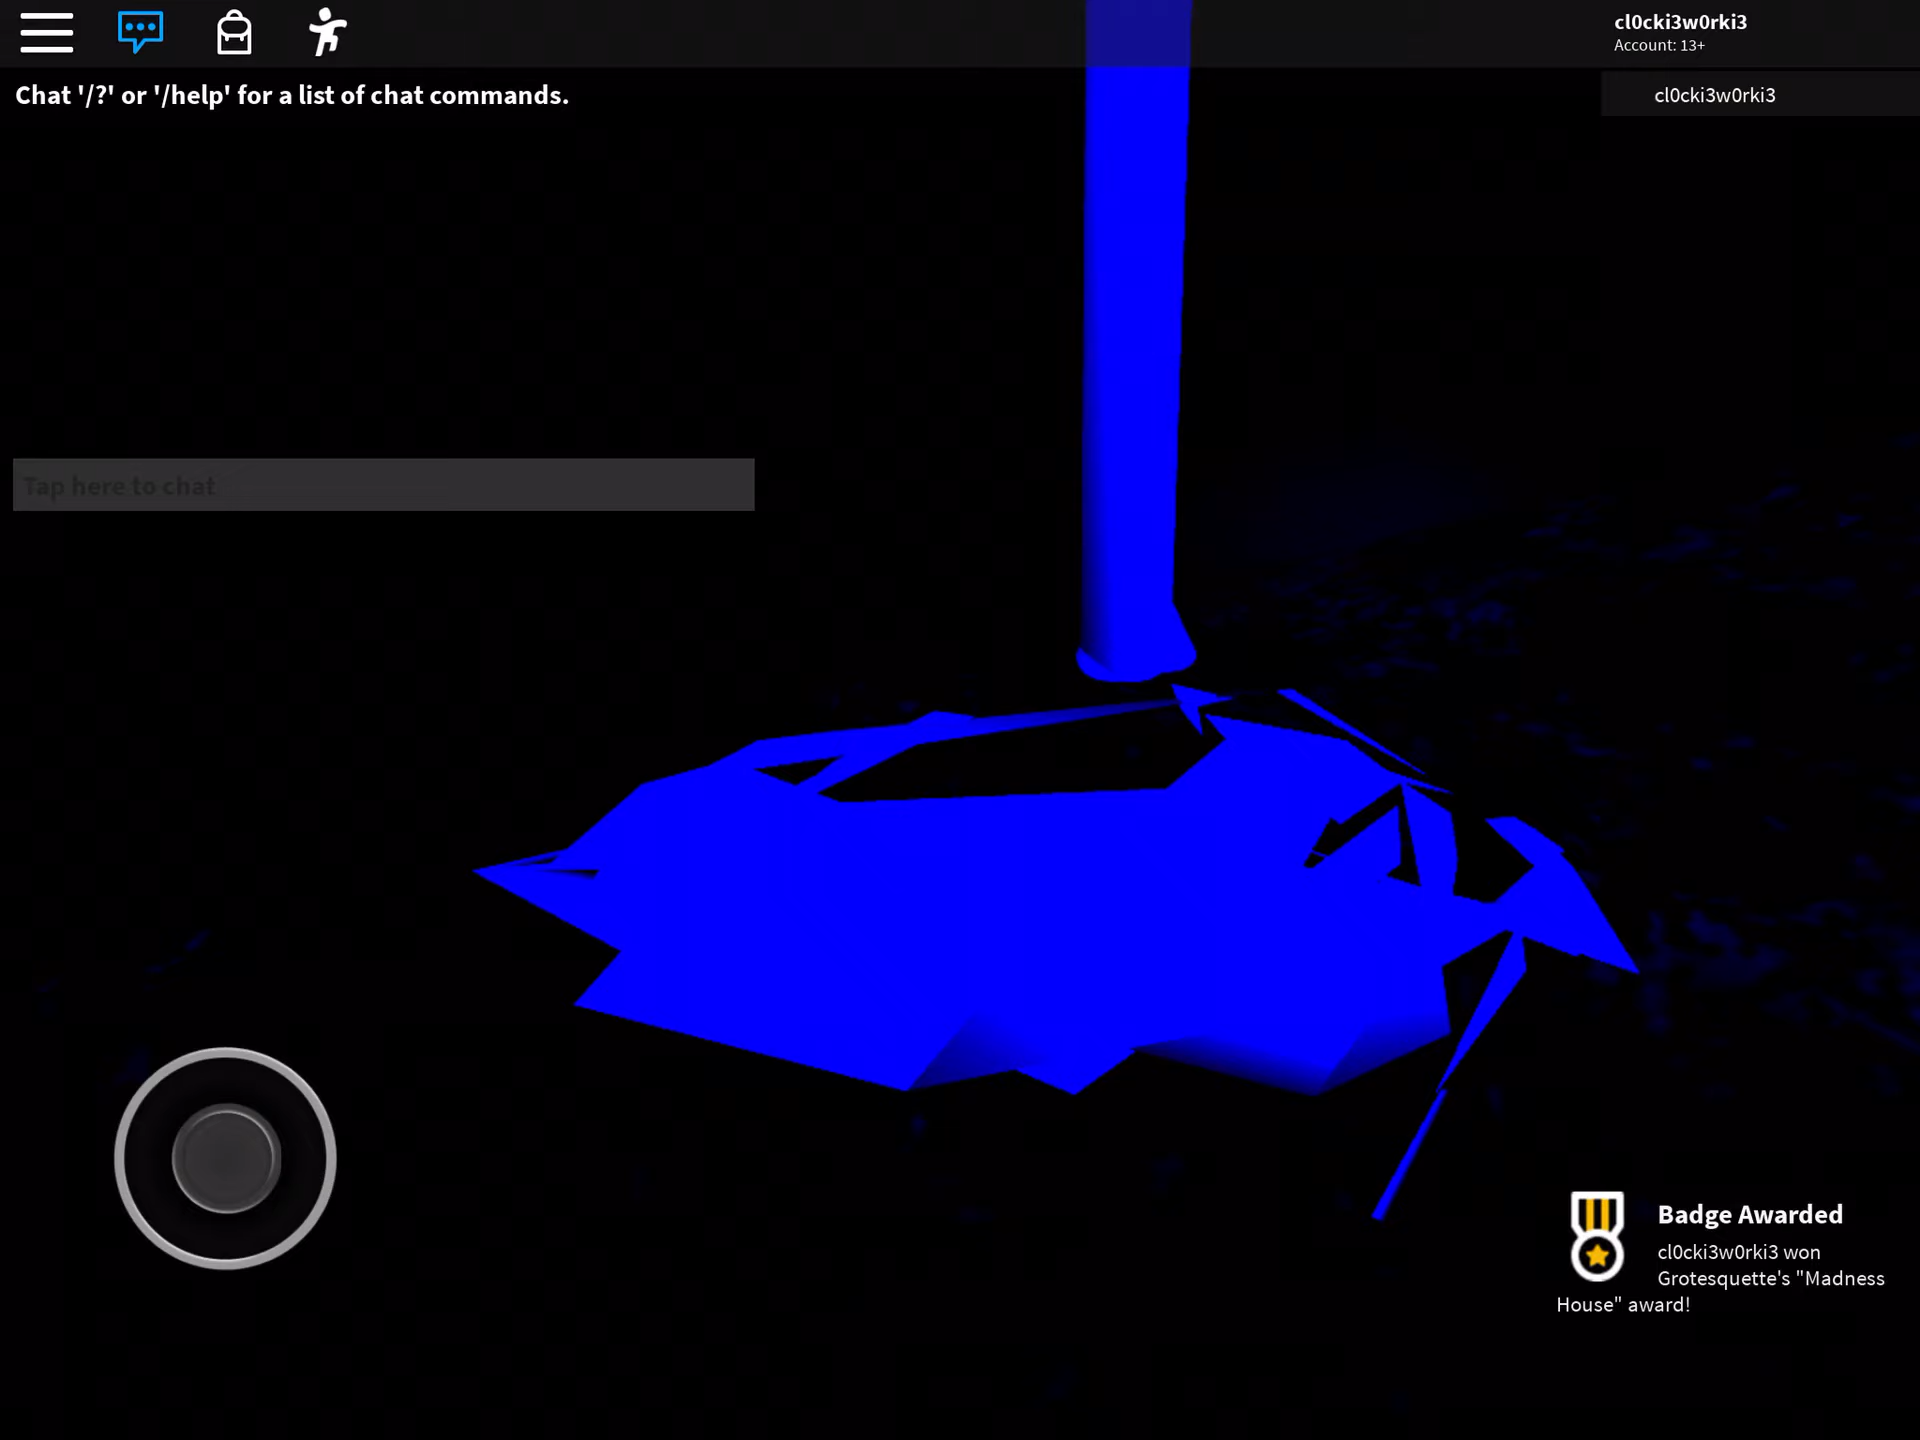 cl0cki3w0rki3
Account: 13+
Chat '/?' or '/help' for a list of chat commands.
cl0cki3w0rki3
Tap here to chat
Badge Awarded
cl0cki3w0rki3 won
Grotesquette's "Madness
House" award!